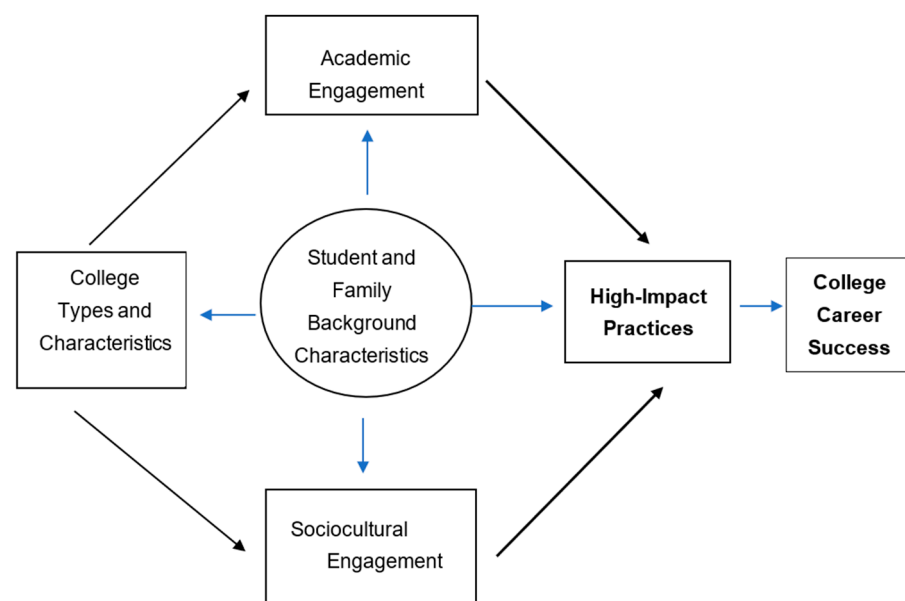 Academic
Engagement
College
Types and
Characteristics
Student and
Family
Background
Characteristics
High-Impact
Practices
College
Career
Success
Sociocultural
Engagement